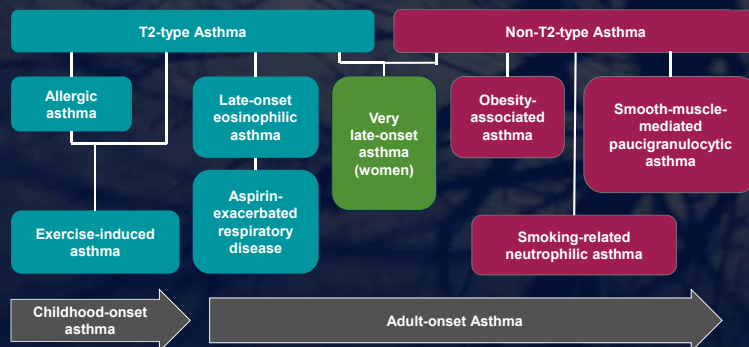 T2-type Asthma
Non-T2-type Asthma
Allergic
asthma
Late-onset
eosinophilic
asthma
Very
late-onset
asthma
(women)
Obesity-
associated
asthma
Smooth-muscle-
mediated
paucigranulocytic
asthma
Exercise-induced
asthma
Aspirin-
exacerbated
respiratory
disease
Smoking-related
neutrophilic asthma
Childhood-onset
asthma
Adult-onset Asthma